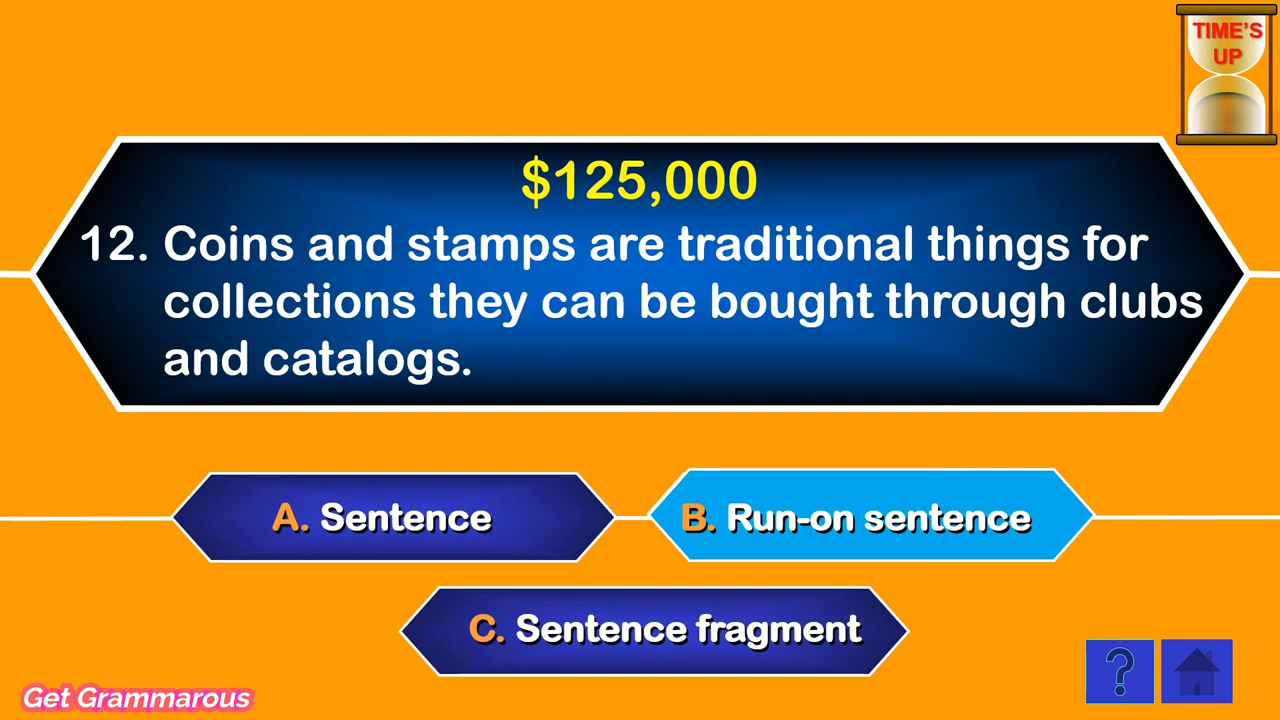 TIME'S
UP
$125,000
12. Coins and stamps are traditional things for
collections they can be bought through clubs
and catalogs.
A. Sentence
B. Run-on sentence
C. Sentence fragment
?
Get Grammarous